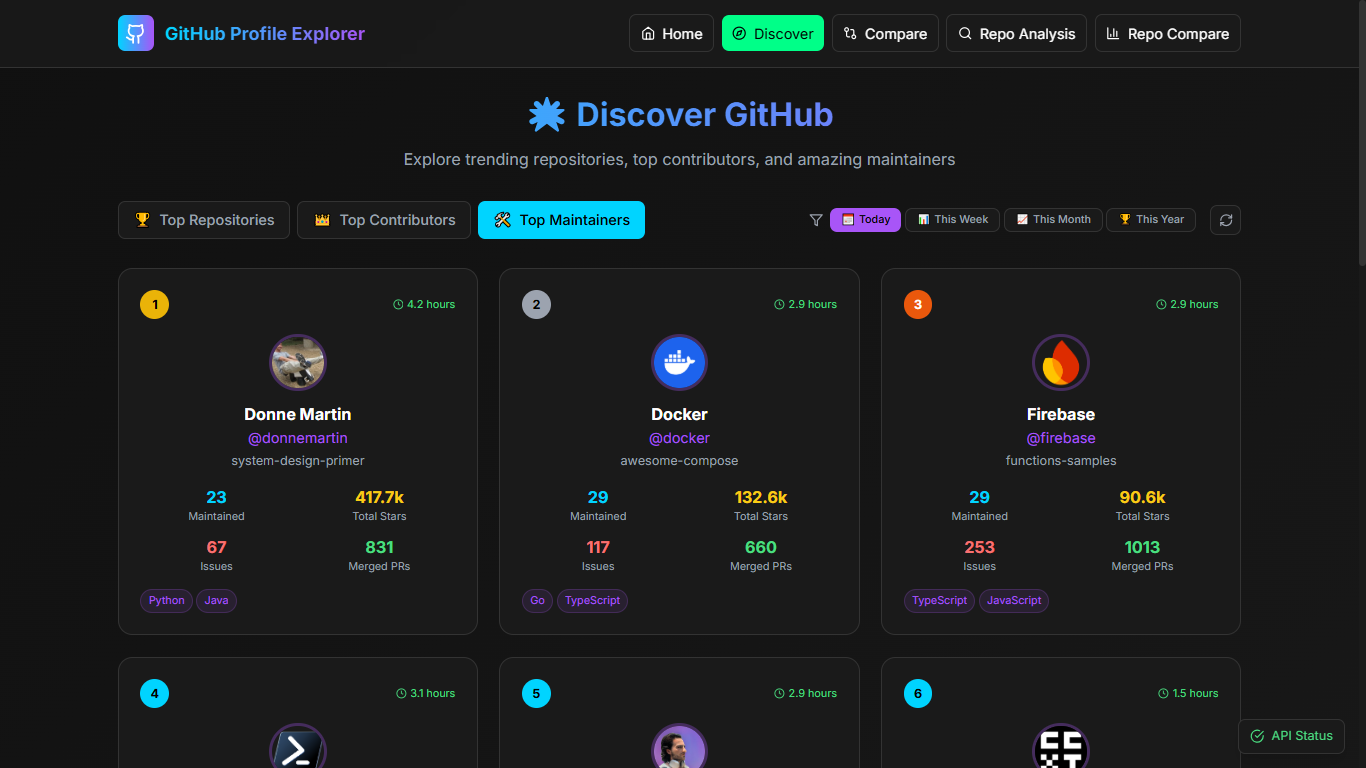 GitHub Profile Explorer
Home
Discover
Compare
Repo Analysis
Repo Compare
Discover GitHub
Explore trending repositories, top contributors, and amazing maintainers
Top Repositories
Top Contributors
Top Maintainers
Today
This Week
This Month
This Year
1
4.2 hours
Donne Martin
@donnemartin
system-design-primer
23
417.7k
Maintained
Total Stars
67
831
Issues
Merged PRs
Python
Java
2
2.9 hours
Docker
@docker
awesome-compose
29
132.6k
Maintained
Total Stars
117
660
Issues
Merged PRs
Go
TypeScript
3
2.9 hours
Firebase
@firebase
functions-samples
29
90.6k
Maintained
Total Stars
253
1013
Issues
Merged PRs
TypeScript
JavaScript
4
3.1 hours
5
2.9 hours
6
1.5 hours
API Status